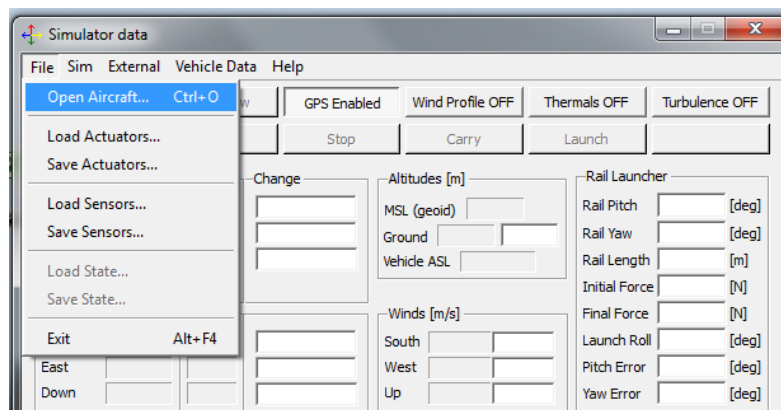 Simulator data
File Sim External Vehicle Data Help
Open Aircraft... Ctrl+O
Load Actuators...
Save Actuators...
Load Sensors...
Save Sensors...
Load State...
Save State...
Exit Alt+F4
GPS Enabled Wind Profile OFF Thermals OFF Turbulence OFF
Stop Carry Launch
Change
Altitudes [m]
MSL (geoid)
Ground
Vehicle ASL
Rail Launcher
Rail Pitch [deg]
Rail Yaw [deg]
Rail Length [m]
Initial Force [N]
Final Force [N]
Launch Roll [deg]
Pitch Error [deg]
Yaw Error [deg]
Winds [m/s]
South
West
Up
East
Down